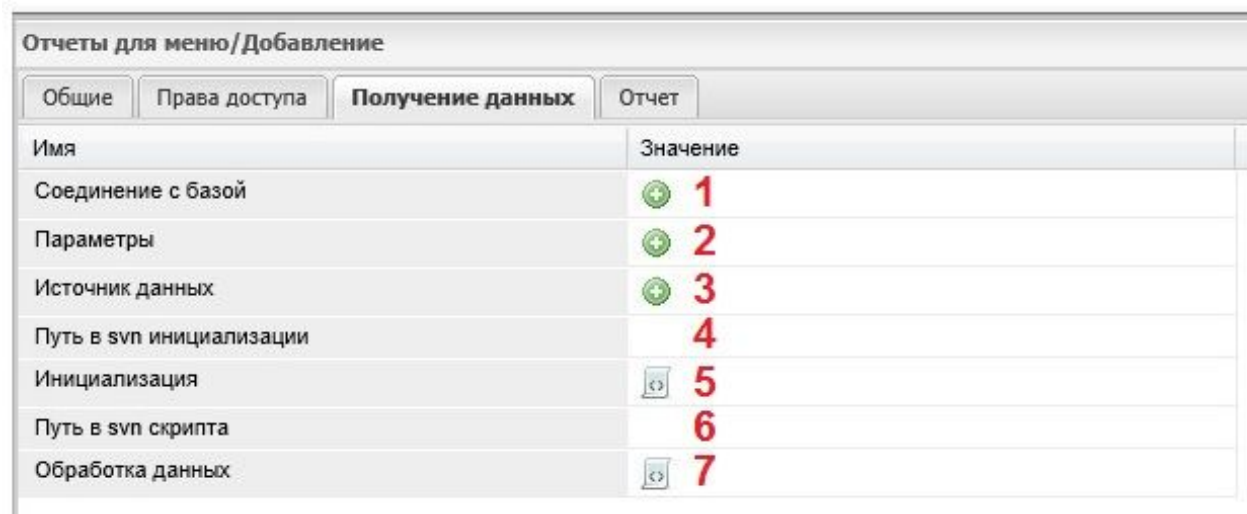 Отчеты для меню/Добавление
Общие Права доступа Получение данных Отчет
Имя Значение
Соединение с базой 1
Параметры 2
Источник данных 3
Путь в svn инициализации 4
Инициализация 5
Путь в svn скрипта 6
Обработка данных 7